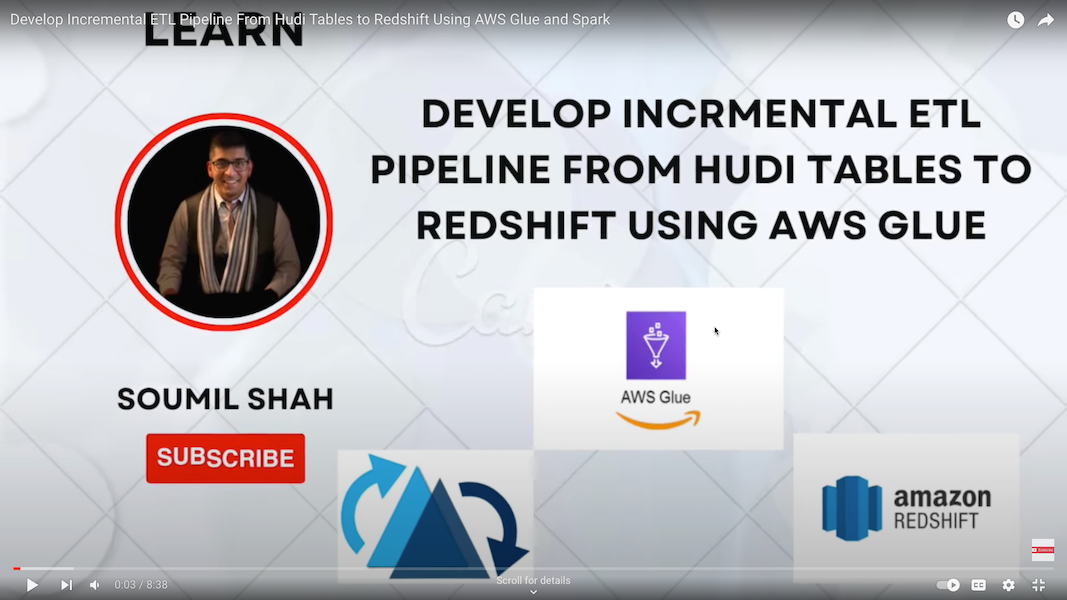 Develop Incremental ETL Pipeline From Hudi Tables to Redshift Using AWS Glue and Spark
LEARN
DEVELOP INCRMENTAL ETL
PIPELINE FROM HUDI TABLES TO
REDSHIFT USING AWS GLUE
AWS Glue
SOUMIL SHAH
SUBSCRIBE
amazon
REDSHIFT
Scroll for details
0:03 / 8:38
CC